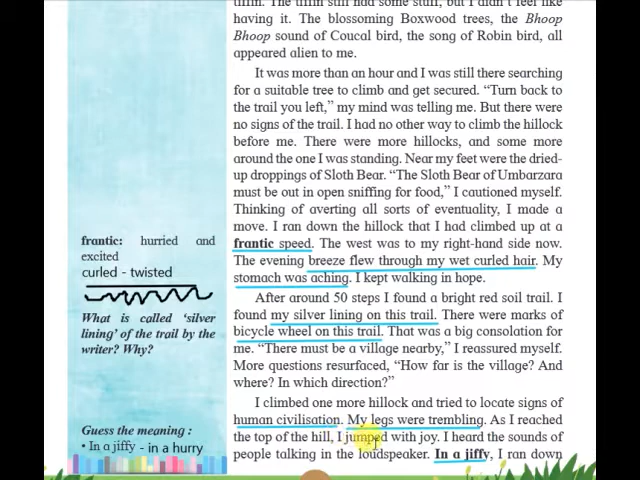 tiffin. The tiffin still had some stuff, but I didn't feel like
having it. The blossoming Boxwood trees, the Bhoop
Bhoop sound of Coucal bird, the song of Robin bird, all
appeared alien to me.
It was more than an hour and I was still there searching
for a suitable tree to climb and get secured. “Turn back to
the trail you left,” my mind was telling me. But there were
no signs of the trail. I had no other way to climb the hillock
before me. There were more hillocks, and some more
around the one I was standing. Near my feet were the dried-
up droppings of Sloth Bear. “The Sloth Bear of Umbarzara
must be out in open sniffing for food,” I cautioned myself.
Thinking of averting all sorts of eventuality, I made a
move. I ran down the hillock that I had climbed up at a
frantic speed. The west was to my right-hand side now.
The evening breeze flew through my wet curled hair. My
stomach was aching. I kept walking in hope.
After around 50 steps I found a bright red soil trail. I
found my silver lining on this trail. There were marks of
bicycle wheel on this trail. That was a big consolation for
me. “There must be a village nearby,” I reassured myself.
More questions resurfaced, “How far is the village? And
where? In which direction?”
I climbed one more hillock and tried to locate signs of
human civilisation. My legs were trembling. As I reached
the top of the hill, I jumped with joy. I heard the sounds of
people talking in the loudspeaker. In a jiffy, I ran down
frantic: hurried and
excited
curled - twisted
What is called ‘silver
lining’ of the trail by the
writer? Why?
Guess the meaning :
• In a jiffy - in a hurry